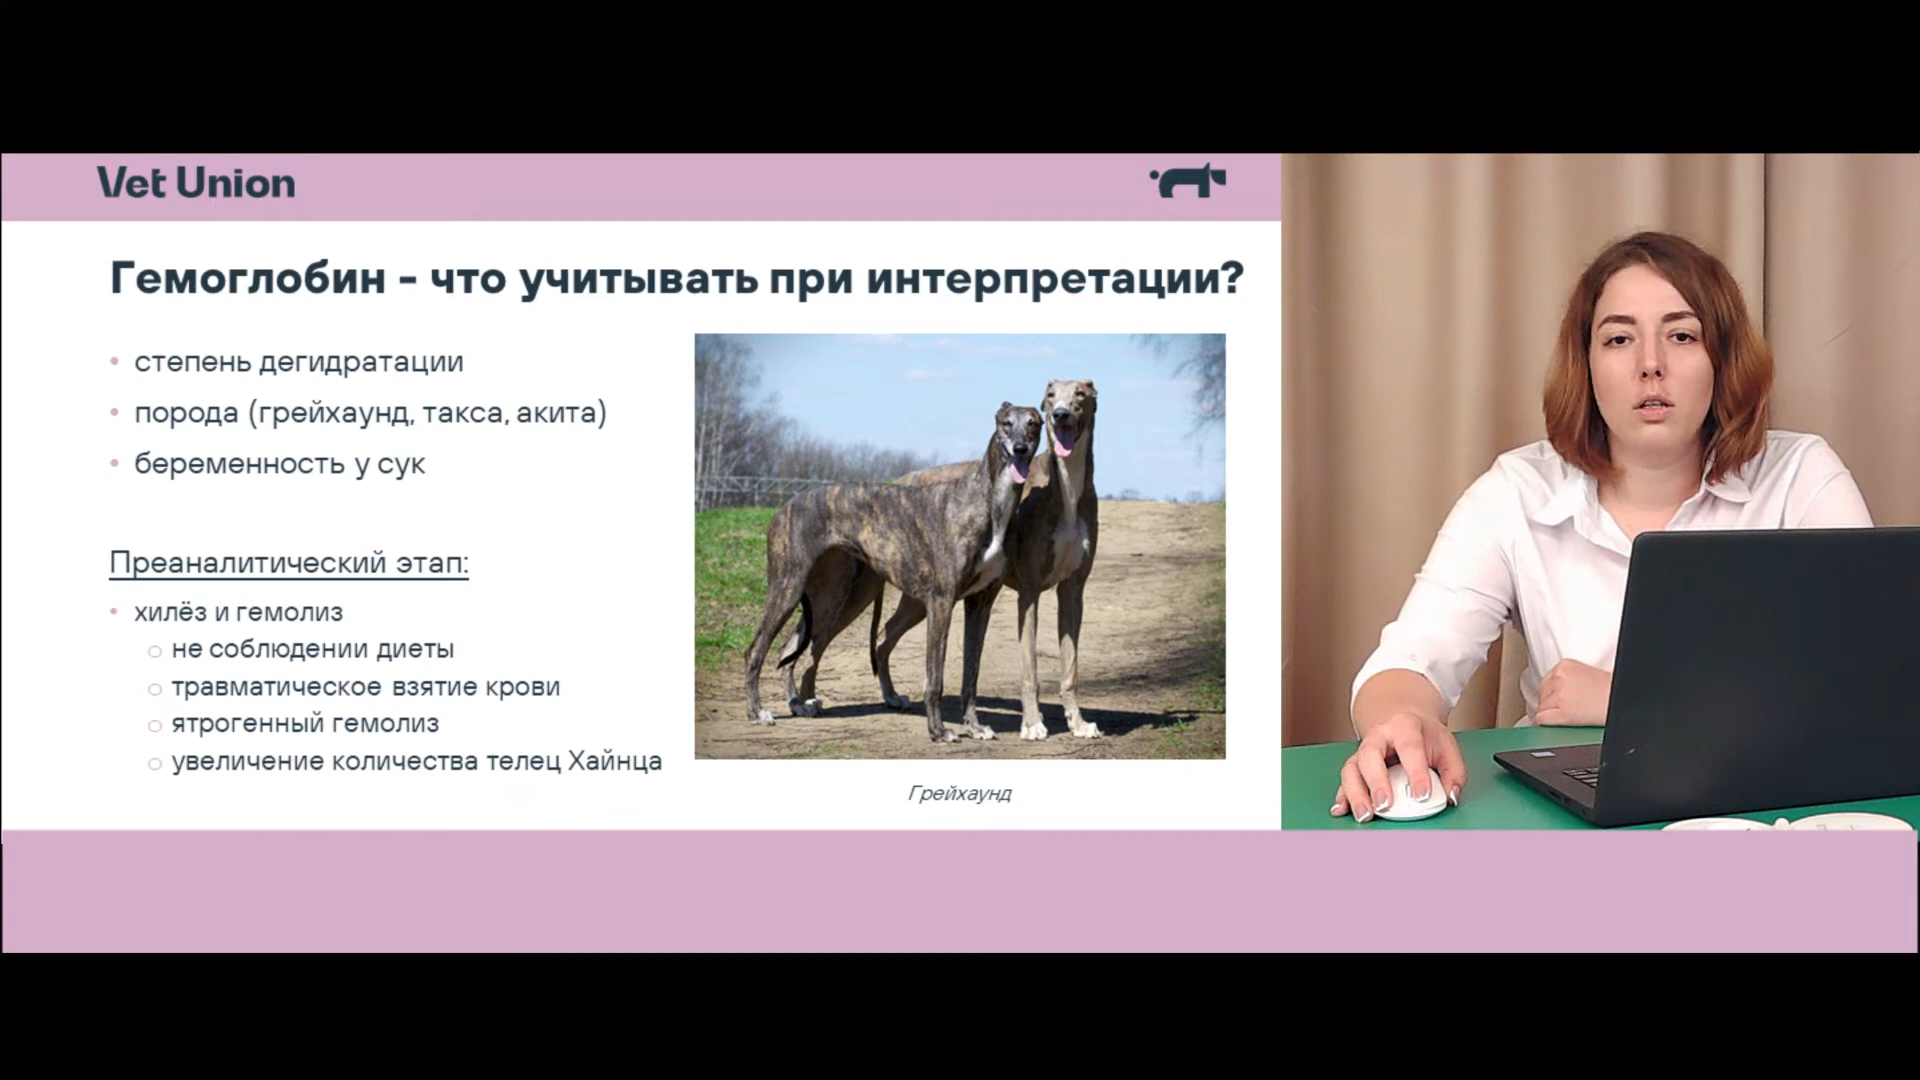 Vet Union
Гемоглобин - что учитывать при интерпретации?
• степень дегидратации
• порода (грейхаунд, такса, акита)
• беременность у сук
Преаналитический этап:
• хилёз и гемолиз
○ не соблюдении диеты
○ травматическое взятие крови
○ ятрогенный гемолиз
○ увеличение количества телец Хайнца
Грейхаунд